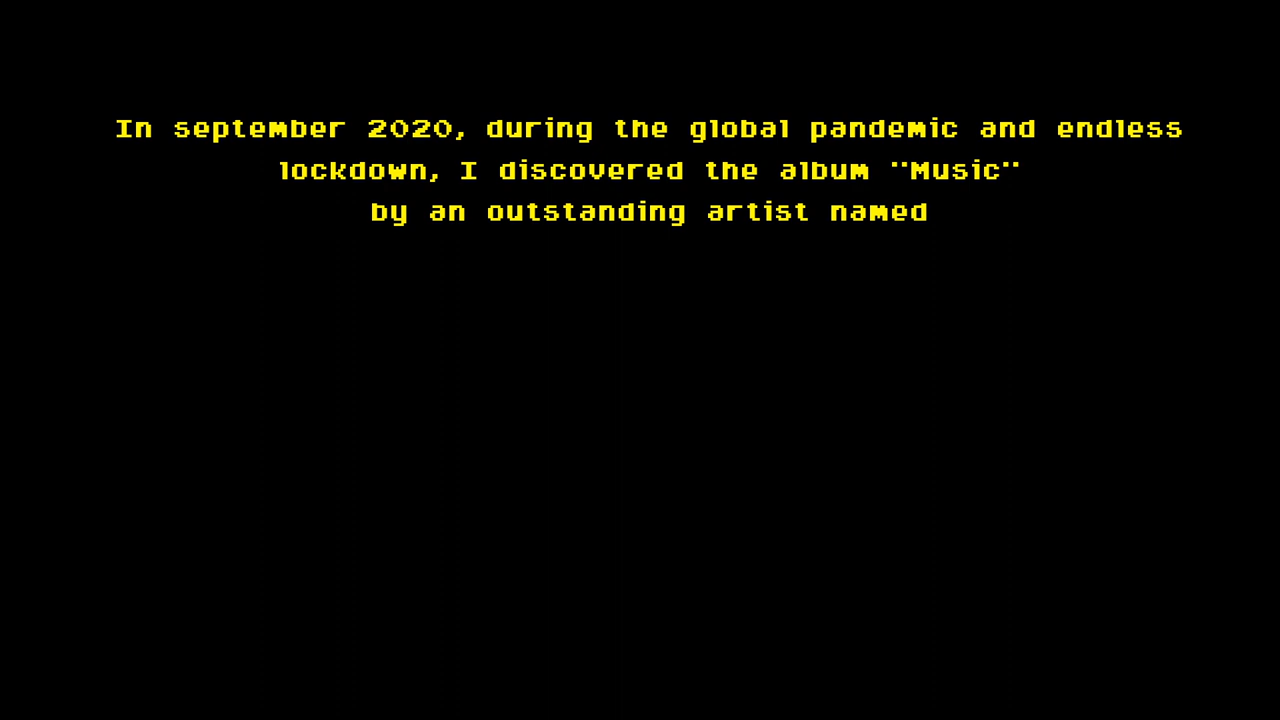 In september 2020, during the global pandemic and endless
lockdown, I discovered the album "Music"
by an outstanding artist named